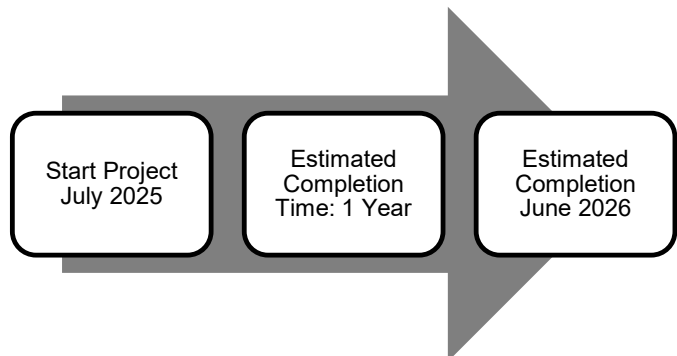 Start Project
July 2025
Estimated
Completion
Time: 1 Year
Estimated
Completion
June 2026